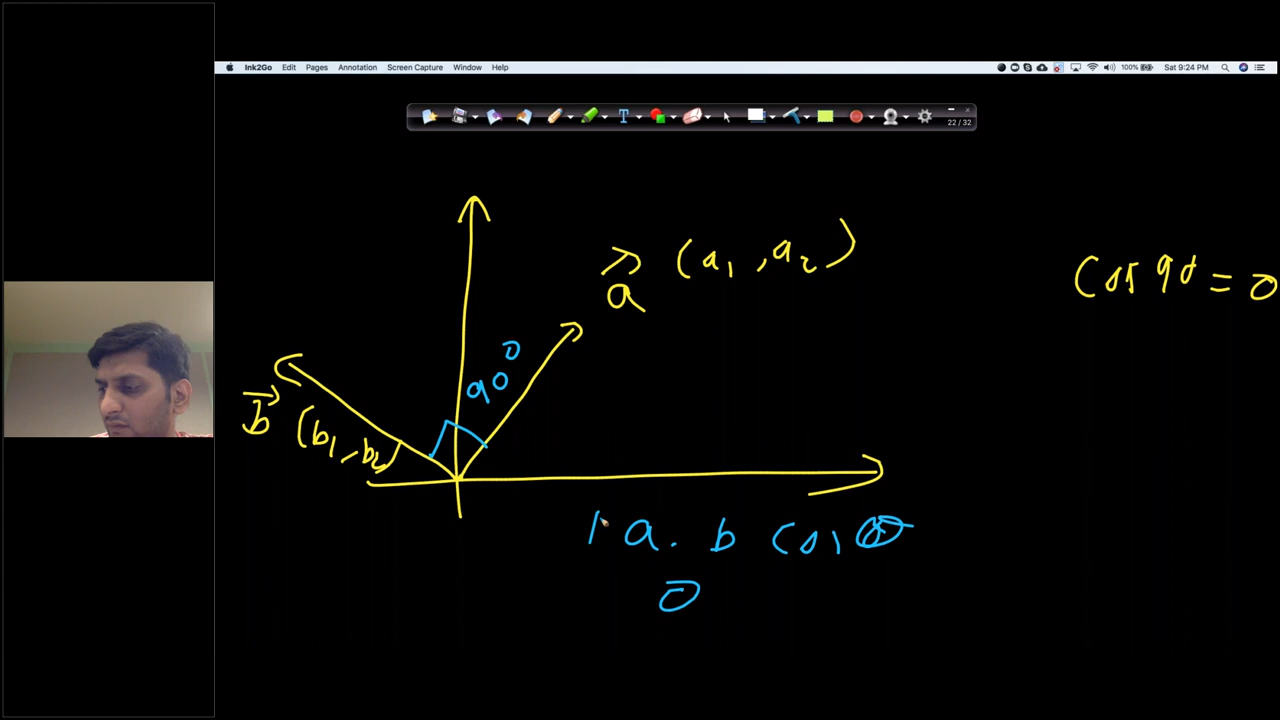 Ink2Go Edit Pages Annotation Screen Capture Window Help 100% Sat 9:24 PM
22 / 32
a (a1, a2)
cos 90 = 0
90°
b (b1, b2)
| a . b cos θ
0